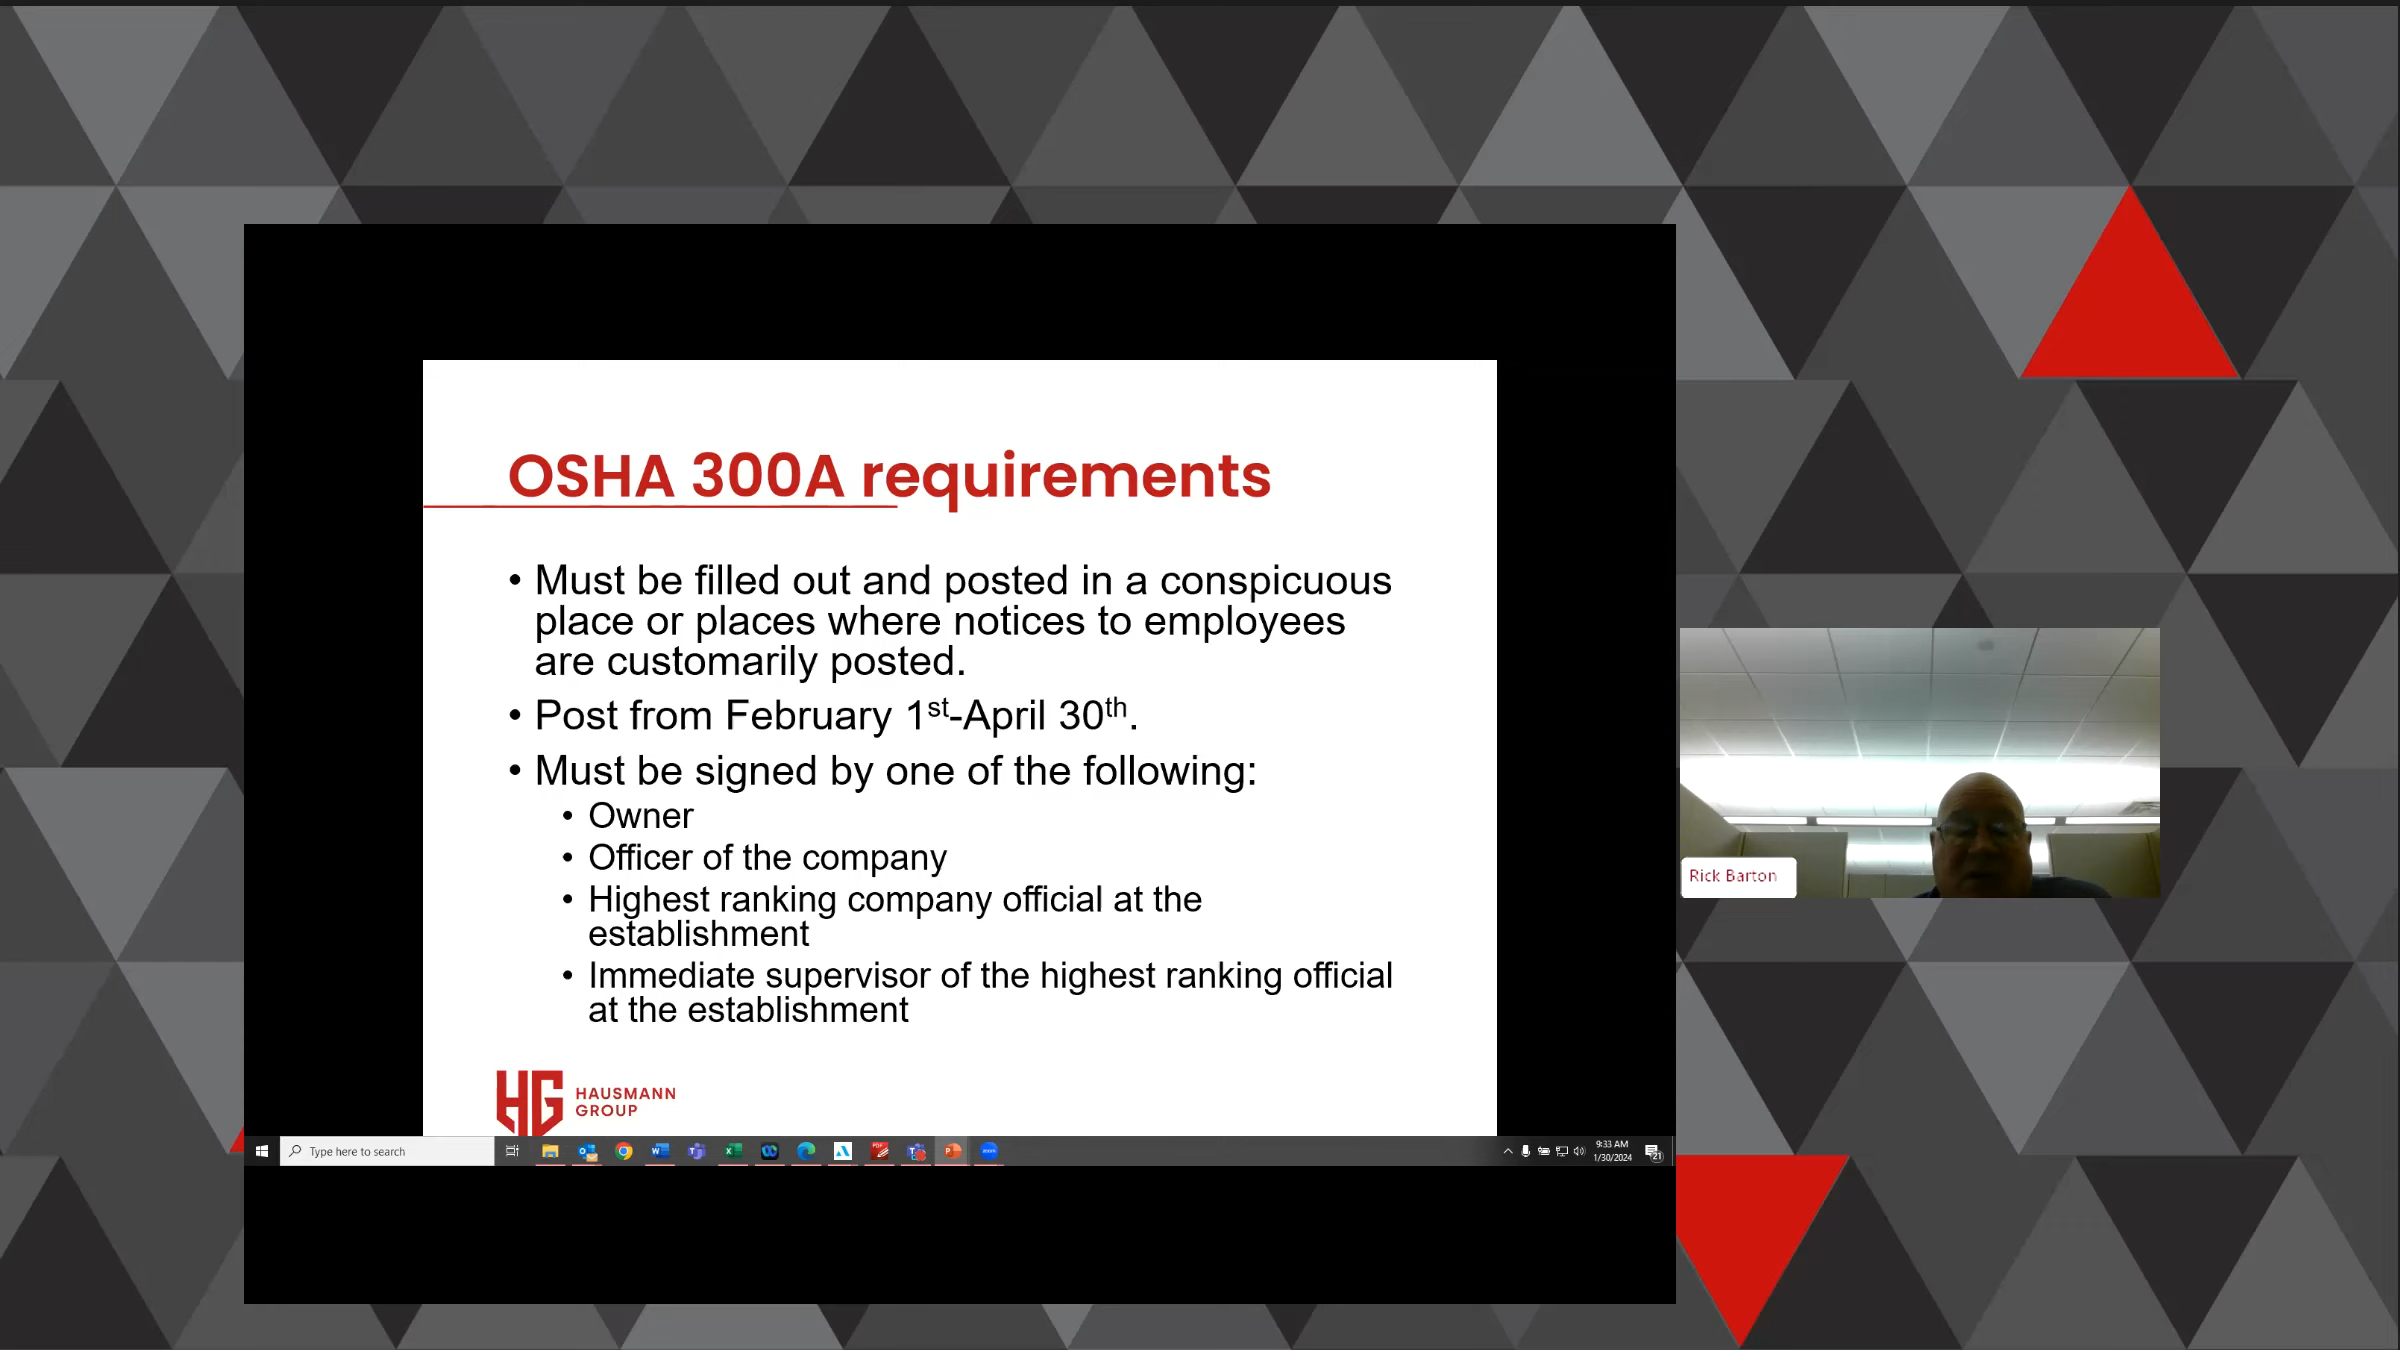 OSHA 300A requirements
• Must be filled out and posted in a conspicuous
place or places where notices to employees
are customarily posted.
• Post from February 1st-April 30th.
• Must be signed by one of the following:
• Owner
• Officer of the company
• Highest ranking company official at the
establishment
• Immediate supervisor of the highest ranking official
at the establishment
HG
HAUSMANN
GROUP
Rick Barton
Type here to search
9:33 AM
1/30/2024
21